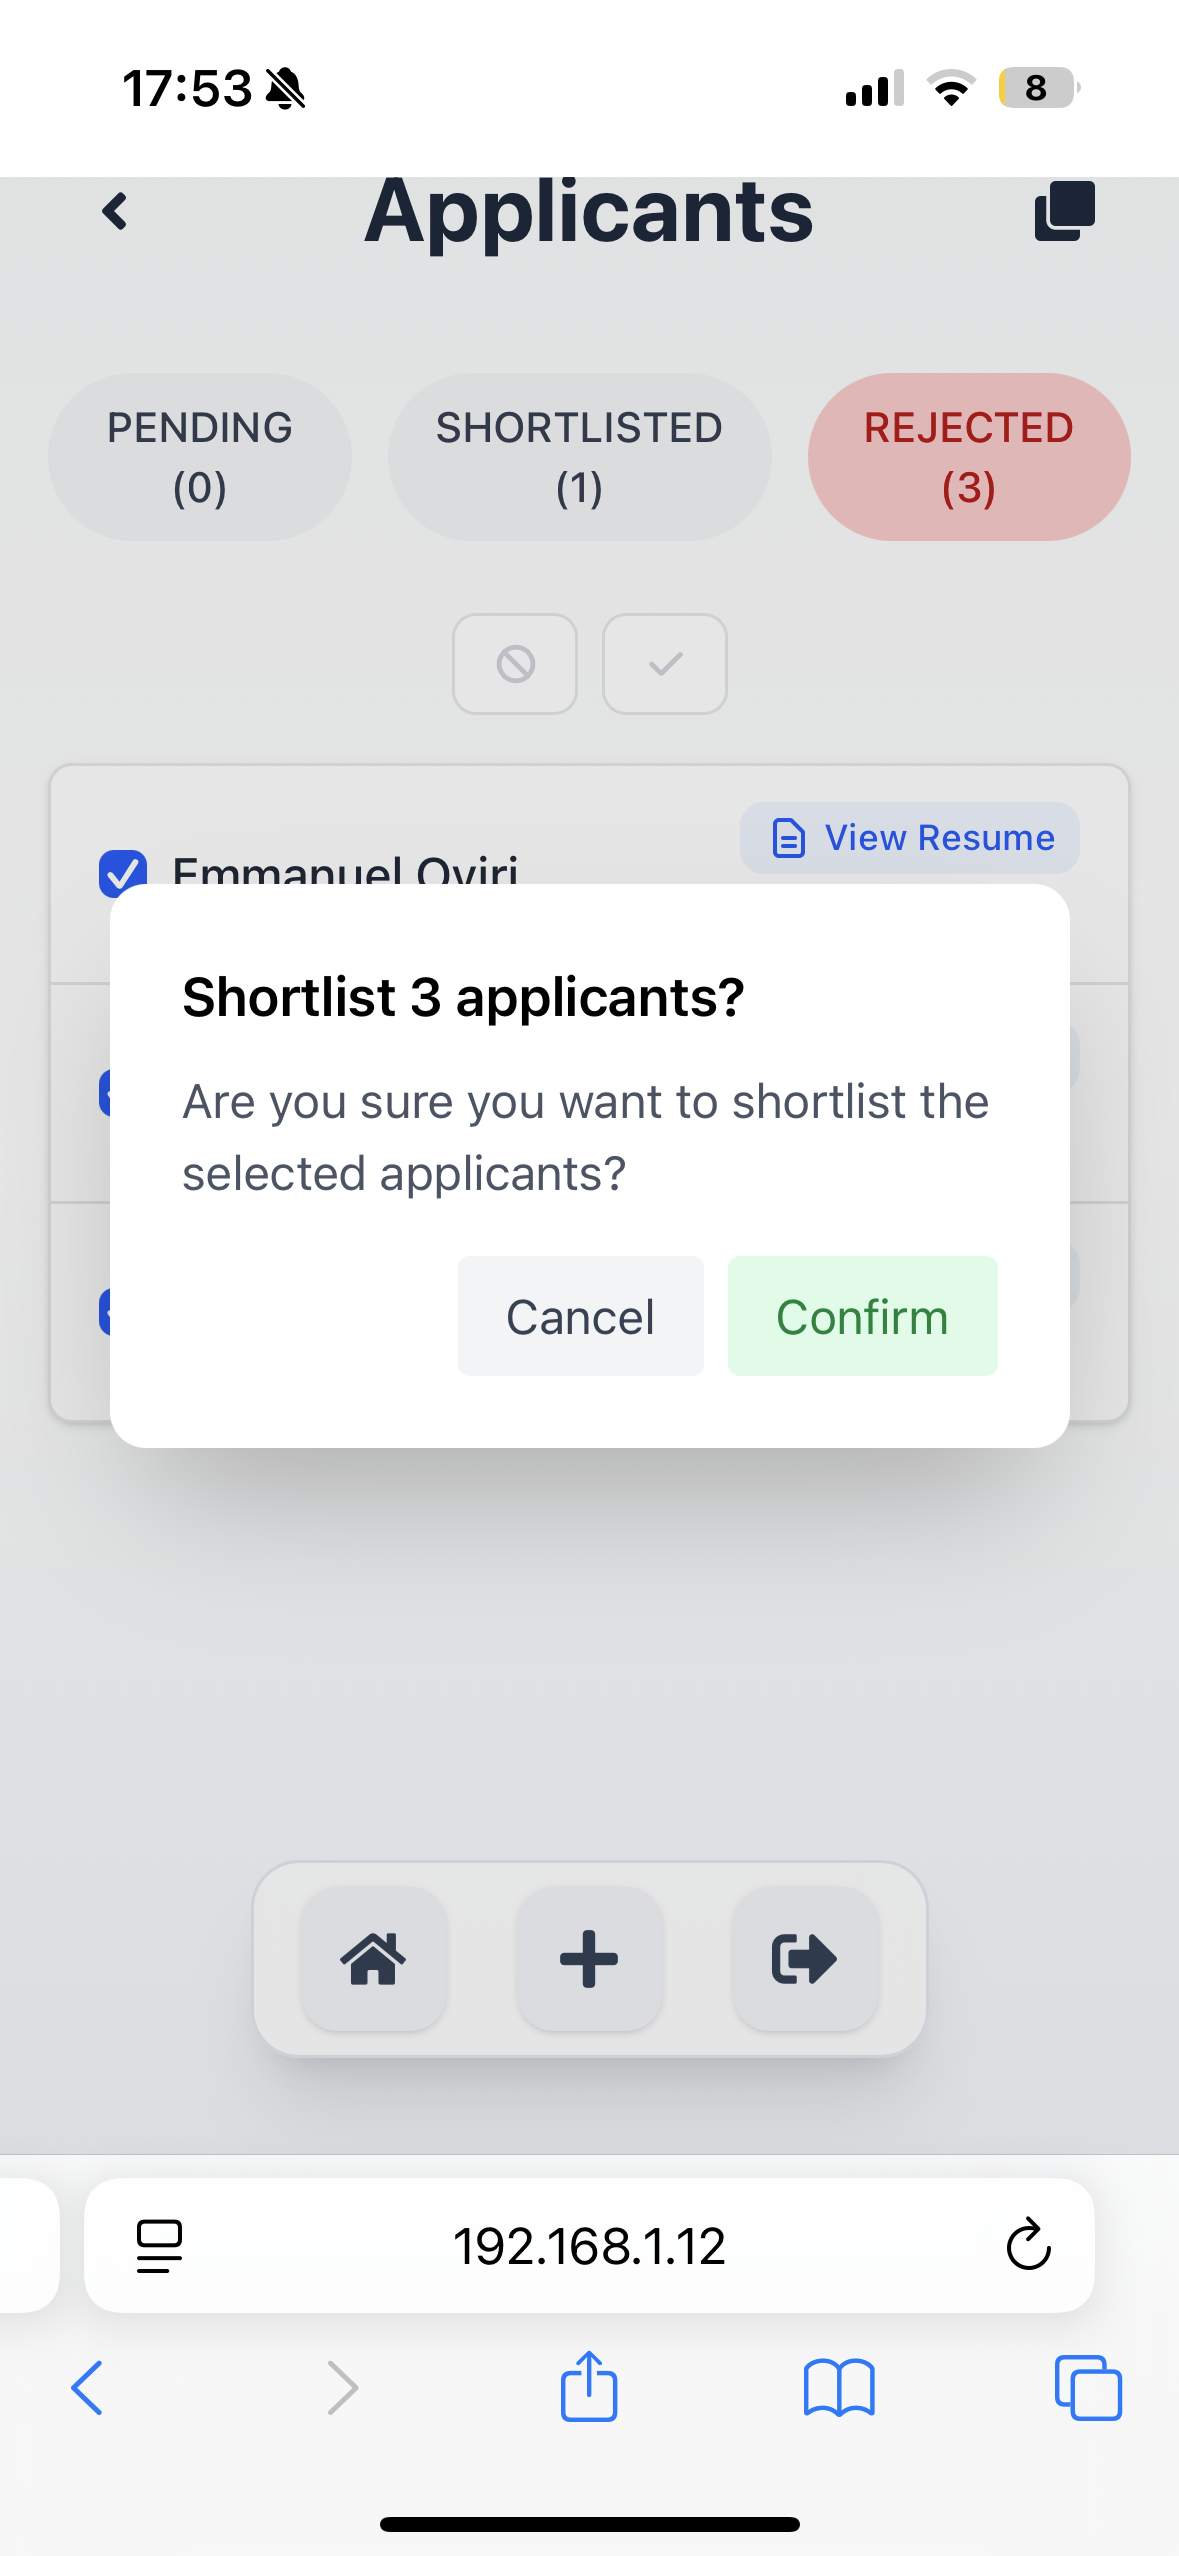 17:53
8
Applicants
PENDING
(0)
SHORTLISTED
(1)
REJECTED
(3)
View Resume
Emmanuel Oviri
Shortlist 3 applicants?
Are you sure you want to shortlist the
selected applicants?
Cancel
Confirm
192.168.1.12